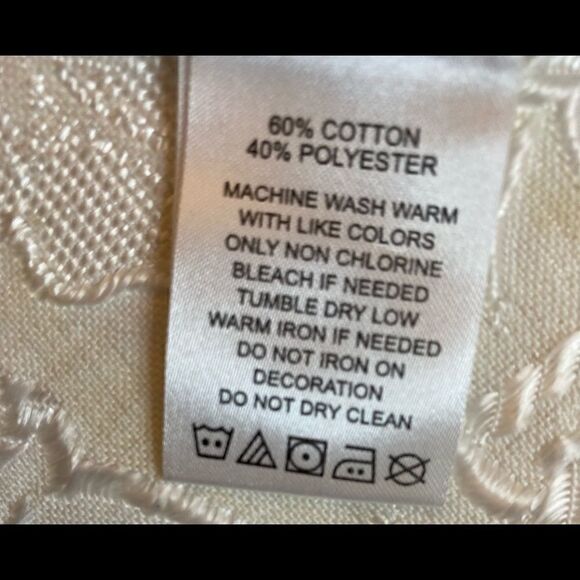 60% COTTON
40% POLYESTER
MACHINE WASH WARM
WITH LIKE COLORS
ONLY NON CHLORINE
BLEACH IF NEEDED
TUMBLE DRY LOW
WARM IRON IF NEEDED
DO NOT IRON ON
DECORATION
DO NOT DRY CLEAN